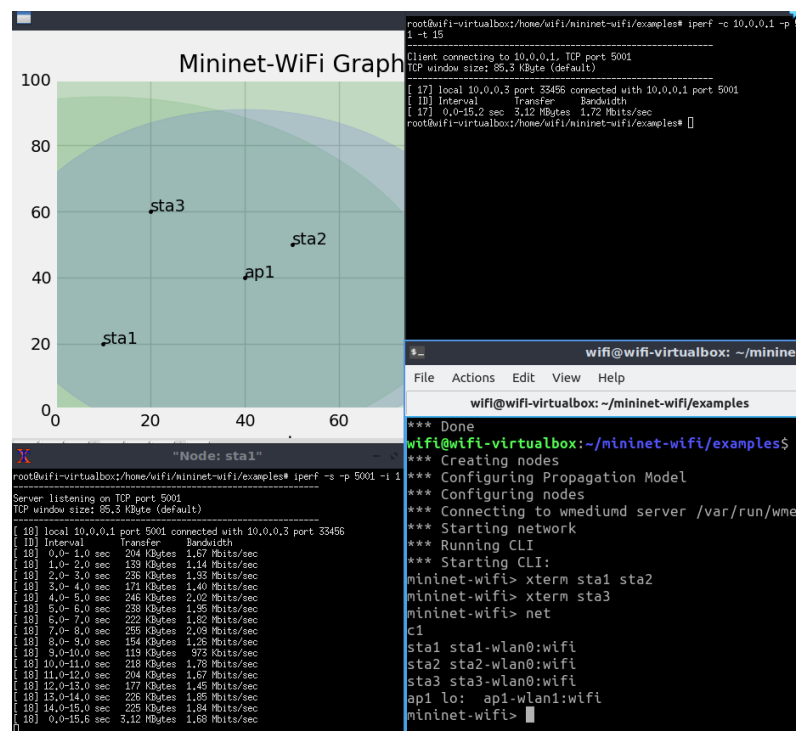 Mininet-WiFi Graph
100
80
60
40
20
0
0
20
40
60
sta3
sta2
ap1
sta1
root@wifi-virtualbox:/home/wifi/mininet-wifi/examples# iperf -c 10.0.0.1 -p
1 -t 15
Client connecting to 10.0.0.1, TCP port 5001
TCP window size: 85.3 KByte (default)
[ 17] local 10.0.0.3 port 33456 connected with 10.0.0.1 port 5001
[ ID] Interval Transfer Bandwidth
[ 17] 0.0-15.2 sec 3.12 MBytes 1.72 Mbits/sec
root@wifi-virtualbox:/home/wifi/mininet-wifi/examples#
"Node: sta1"
root@wifi-virtualbox:/home/wifi/mininet-wifi/examples# iperf -s -p 5001 -i 1
Server listening on TCP port 5001
TCP window size: 85.3 KByte (default)
[ 18] local 10.0.0.1 port 5001 connected with 10.0.0.3 port 33456
[ ID] Interval Transfer Bandwidth
[ 18] 0.0- 1.0 sec 204 KBytes 1.67 Mbits/sec
[ 18] 1.0- 2.0 sec 139 KBytes 1.14 Mbits/sec
[ 18] 2.0- 3.0 sec 236 KBytes 1.93 Mbits/sec
[ 18] 3.0- 4.0 sec 171 KBytes 1.40 Mbits/sec
[ 18] 4.0- 5.0 sec 246 KBytes 2.02 Mbits/sec
[ 18] 5.0- 6.0 sec 238 KBytes 1.95 Mbits/sec
[ 18] 6.0- 7.0 sec 222 KBytes 1.82 Mbits/sec
[ 18] 7.0- 8.0 sec 255 KBytes 2.09 Mbits/sec
[ 18] 8.0- 9.0 sec 154 KBytes 1.26 Mbits/sec
[ 18] 9.0-10.0 sec 119 KBytes 973 Kbits/sec
[ 18] 10.0-11.0 sec 218 KBytes 1.78 Mbits/sec
[ 18] 11.0-12.0 sec 204 KBytes 1.67 Mbits/sec
[ 18] 12.0-13.0 sec 177 KBytes 1.45 Mbits/sec
[ 18] 13.0-14.0 sec 226 KBytes 1.85 Mbits/sec
[ 18] 14.0-15.0 sec 225 KBytes 1.84 Mbits/sec
[ 18] 0.0-15.6 sec 3.12 MBytes 1.68 Mbits/sec
wifi@wifi-virtualbox: ~/minine
File Actions Edit View Help
wifi@wifi-virtualbox: ~/mininet-wifi/examples
*** Done
wifi@wifi-virtualbox:~/mininet-wifi/examples$
*** Creating nodes
*** Configuring Propagation Model
*** Configuring nodes
*** Connecting to wmediumd server /var/run/wme
*** Starting network
*** Running CLI
*** Starting CLI:
mininet-wifi> xterm sta1 sta2
mininet-wifi> xterm sta3
mininet-wifi> net
c1
sta1 sta1-wlan0:wifi
sta2 sta2-wlan0:wifi
sta3 sta3-wlan0:wifi
ap1 lo: ap1-wlan1:wifi
mininet-wifi>